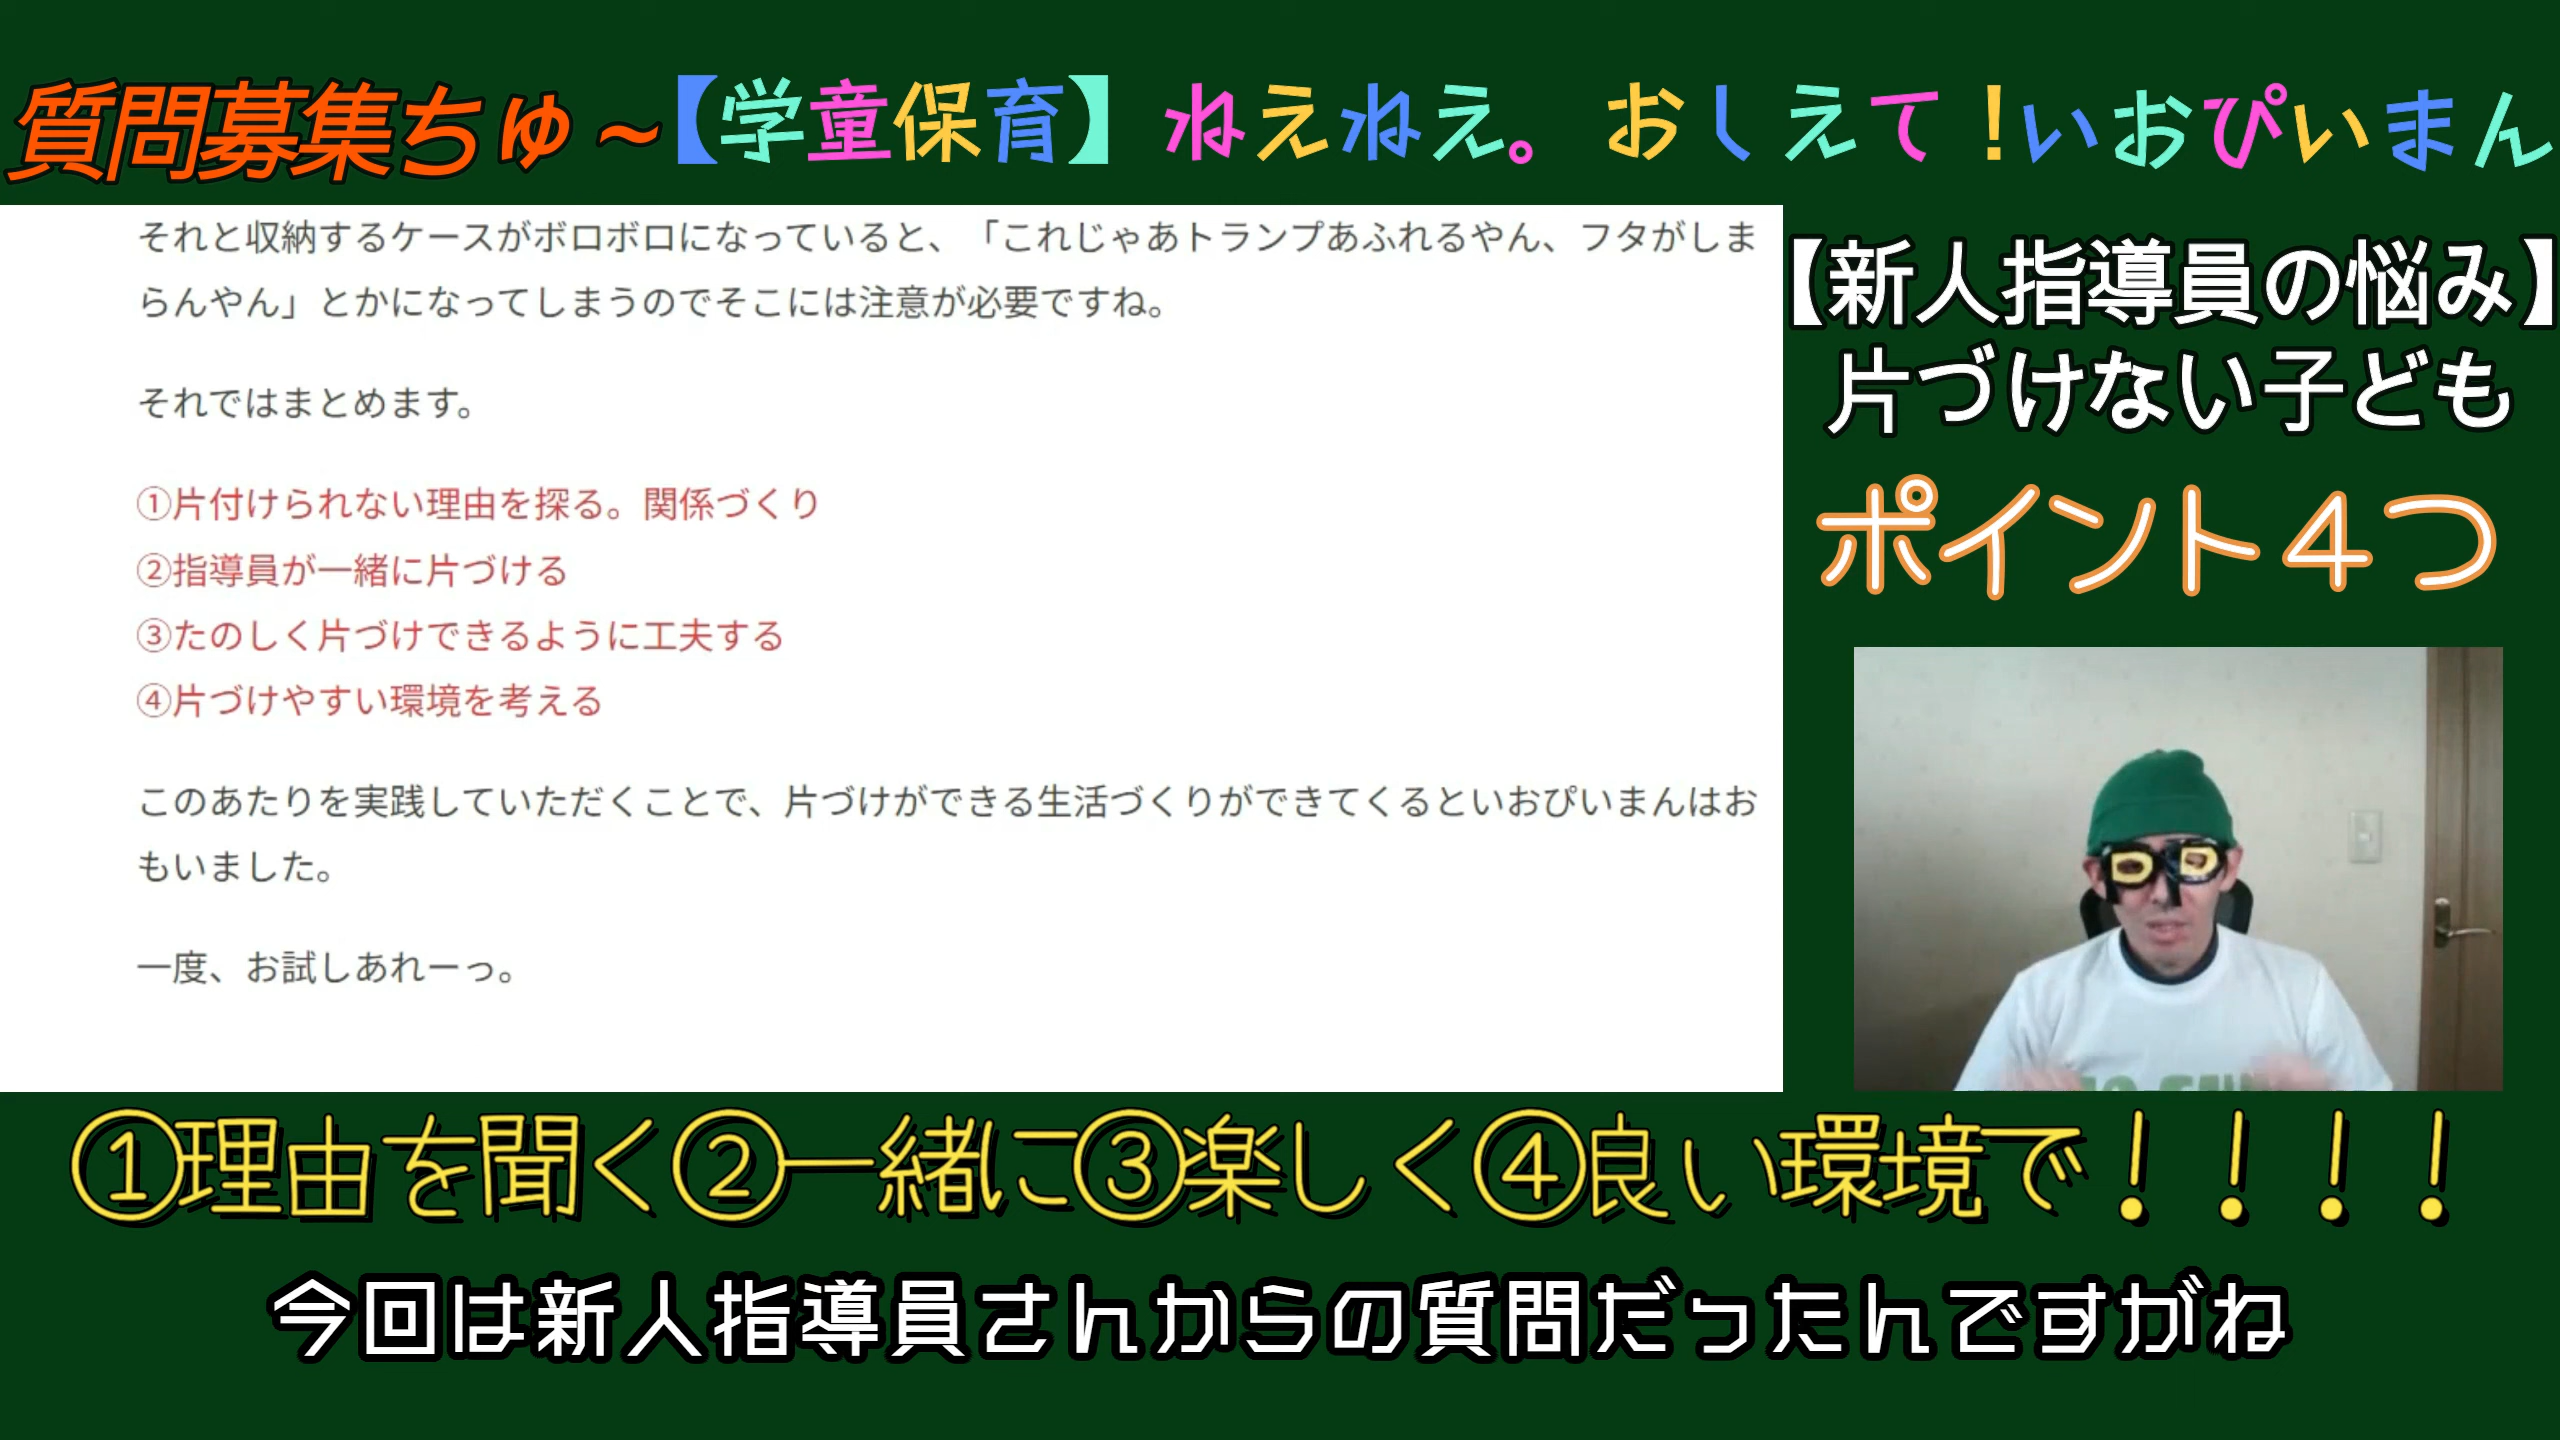 質問募集ちゅ～【学童保育】ねえねえ。おしえて！いおぴいまん
それと収納するケースがボロボロになっていると、「これじゃあトランプあふれるやん、フタがしま
らんやん」とかになってしまうのでそこには注意が必要ですね。
それではまとめます。
①片付けられない理由を探る。関係づくり
②指導員が一緒に片づける
③たのしく片づけできるように工夫する
④片づけやすい環境を考える
このあたりを実践していただくことで、片づけができる生活づくりができてくるといおぴいまんはお
もいました。
一度、お試しあれーっ。
【新人指導員の悩み】
片づけない子ども
ポイント４つ
①理由を聞く②一緒に③楽しく④良い環境で！！！！
今回は新人指導員さんからの質問だったんですがね